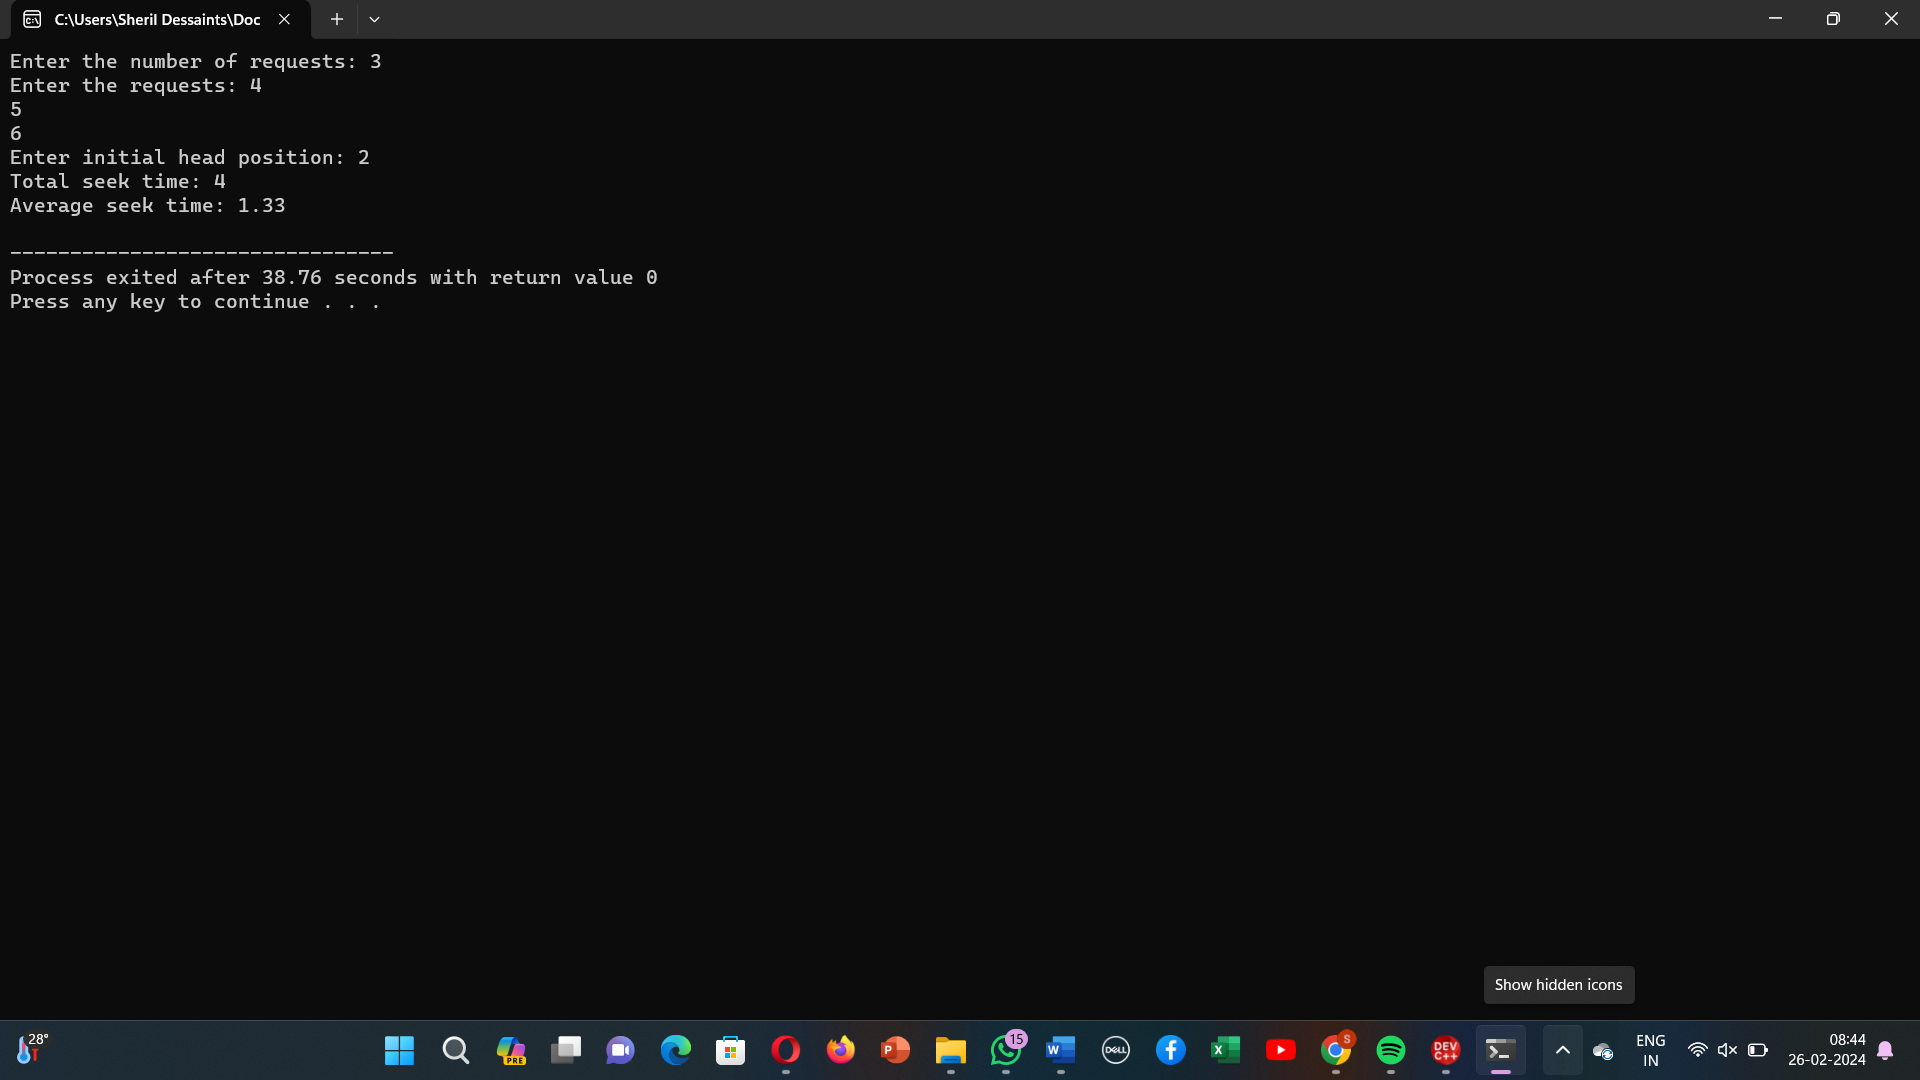 C:\Users\Sheril Dessaints\Doc
Enter the number of requests: 3
Enter the requests: 4
5
6
Enter initial head position: 2
Total seek time: 4
Average seek time: 1.33
--------------------------------
Process exited after 38.76 seconds with return value 0
Press any key to continue . . .
Show hidden icons
28°
PRE
P
15
W
DELL
X
S
DEV
C++
ENG
IN
08:44
26-02-2024